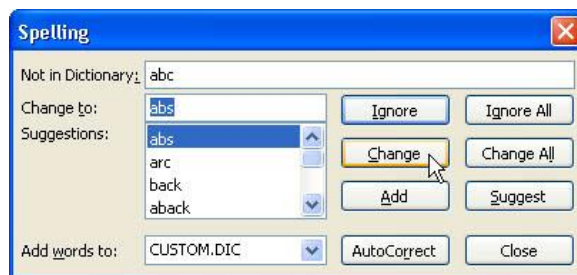 Spelling
Not in Dictionary: abc
Change to: abs Ignore Ignore All
Suggestions: abs Change Change All
arc
back Add Suggest
aback
Add words to: CUSTOM.DIC AutoCorrect Close